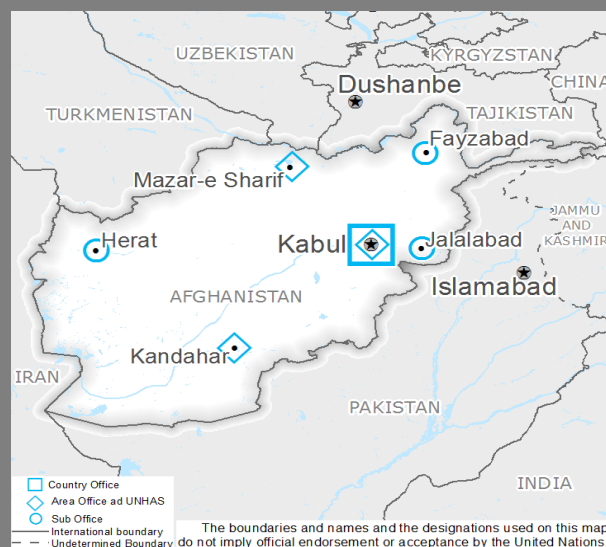 UZBEKISTAN
KYRGYZSTAN
CHINA
Dushanbe
TURKMENISTAN
TAJIKISTAN
Fayzabad
Mazar-e Sharif
JAMMU
AND
KASHMIR
Herat
Kabul
Jalalabad
Islamabad
AFGHANISTAN
Kandahar
IRAN
PAKISTAN
INDIA
Country Office
Area Office ad UNHAS
Sub Office
International boundary
Undetermined Boundary
The boundaries and names and the designations used on this map
do not imply official endorsement or acceptance by the United Nations